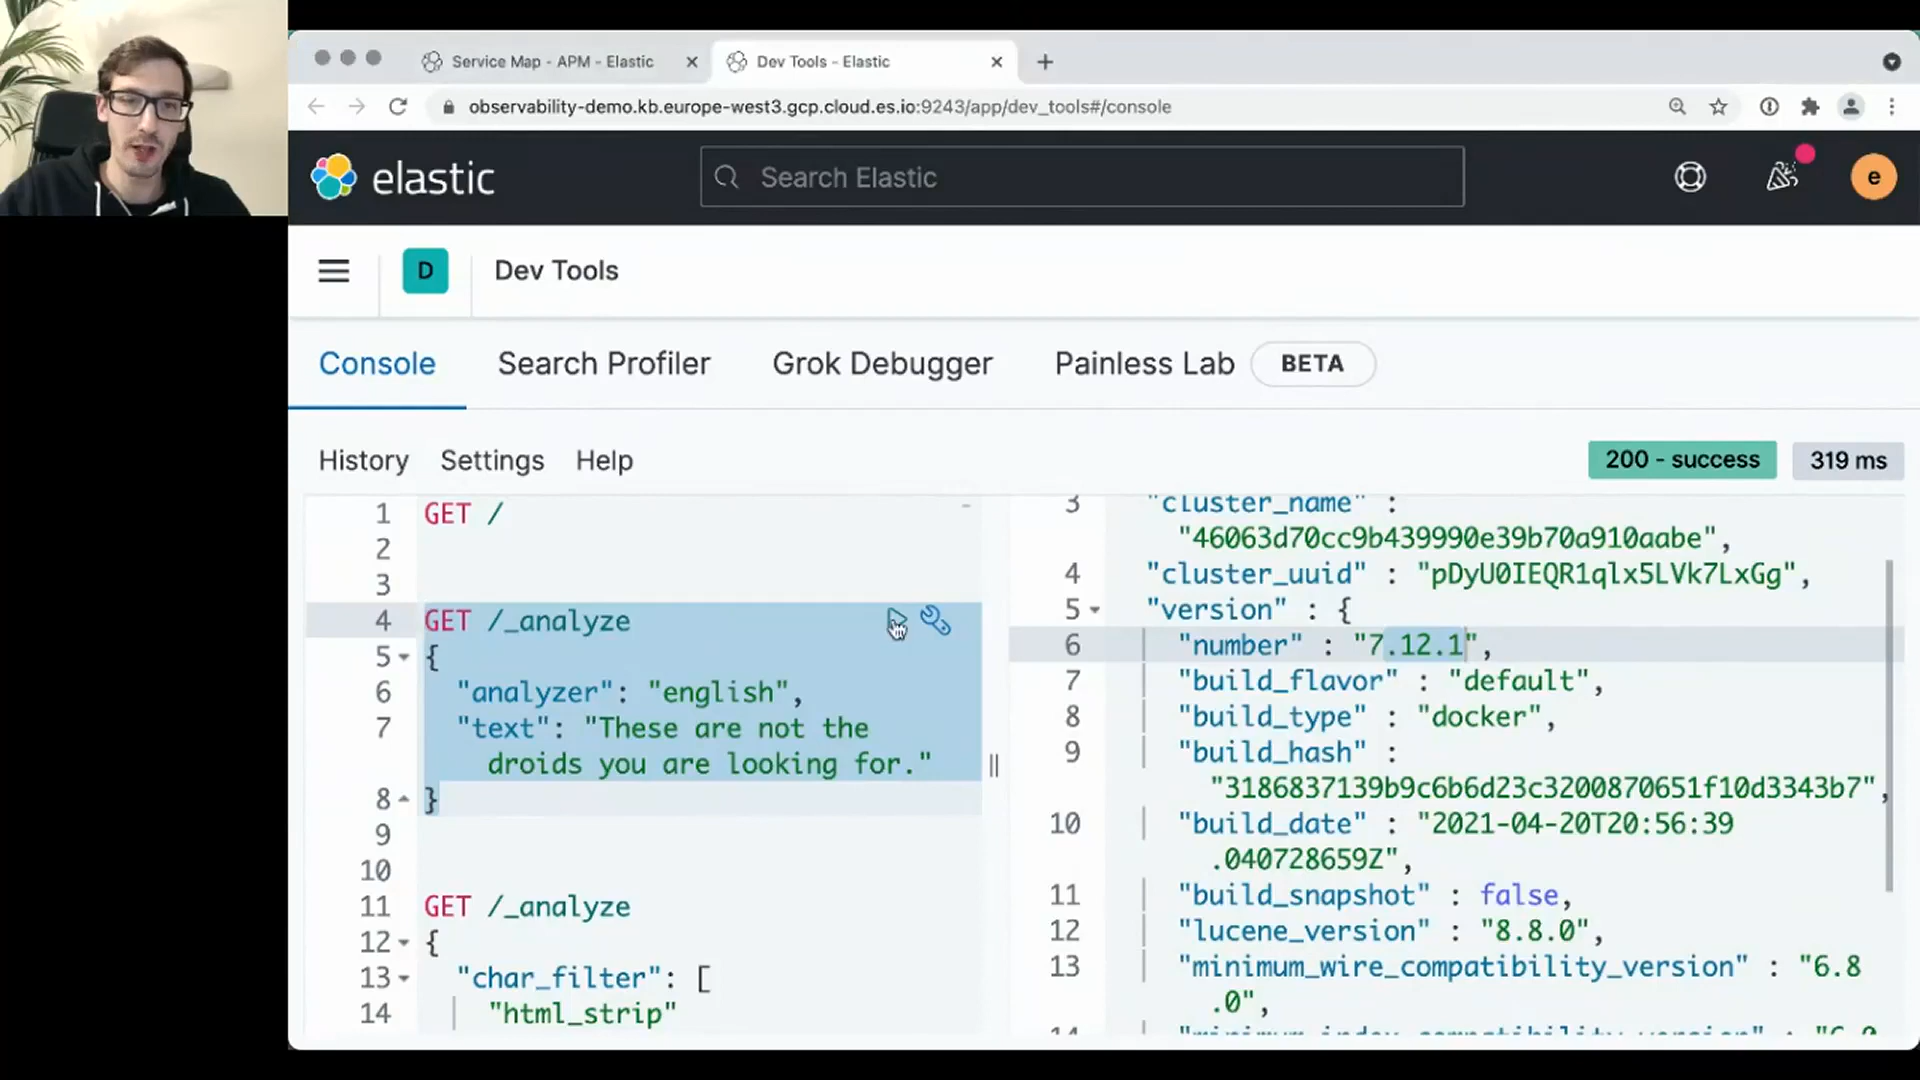 Service Map - APM - Elastic
Dev Tools - Elastic
observability-demo.kb.europe-west3.gcp.cloud.es.io:9243/app/dev_tools#/console
elastic
Search Elastic
e
D
Dev Tools
Console
Search Profiler
Grok Debugger
Painless Lab
BETA
History
Settings
Help
200 - success
319 ms
1 GET /
2
3
4 GET /_analyze
5 {
6 "analyzer": "english",
7 "text": "These are not the
droids you are looking for."
8 }
9
10
11 GET /_analyze
12 {
13 "char_filter": [
14 "html_strip"
3 "cluster_name" :
"46063d70cc9b439990e39b70a910aabe",
4 "cluster_uuid" : "pDyU0IEQR1qlx5LVk7LxGg",
5 "version" : {
6 "number" : "7.12.1",
7 "build_flavor" : "default",
8 "build_type" : "docker",
9 "build_hash" :
"3186837139b9c6b6d23c3200870651f10d3343b7",
10 "build_date" : "2021-04-20T20:56:39
.040728659Z",
11 "build_snapshot" : false,
12 "lucene_version" : "8.8.0",
13 "minimum_wire_compatibility_version" : "6.8
.0",
14 "minimum_index_compatibility_version" : "6.0